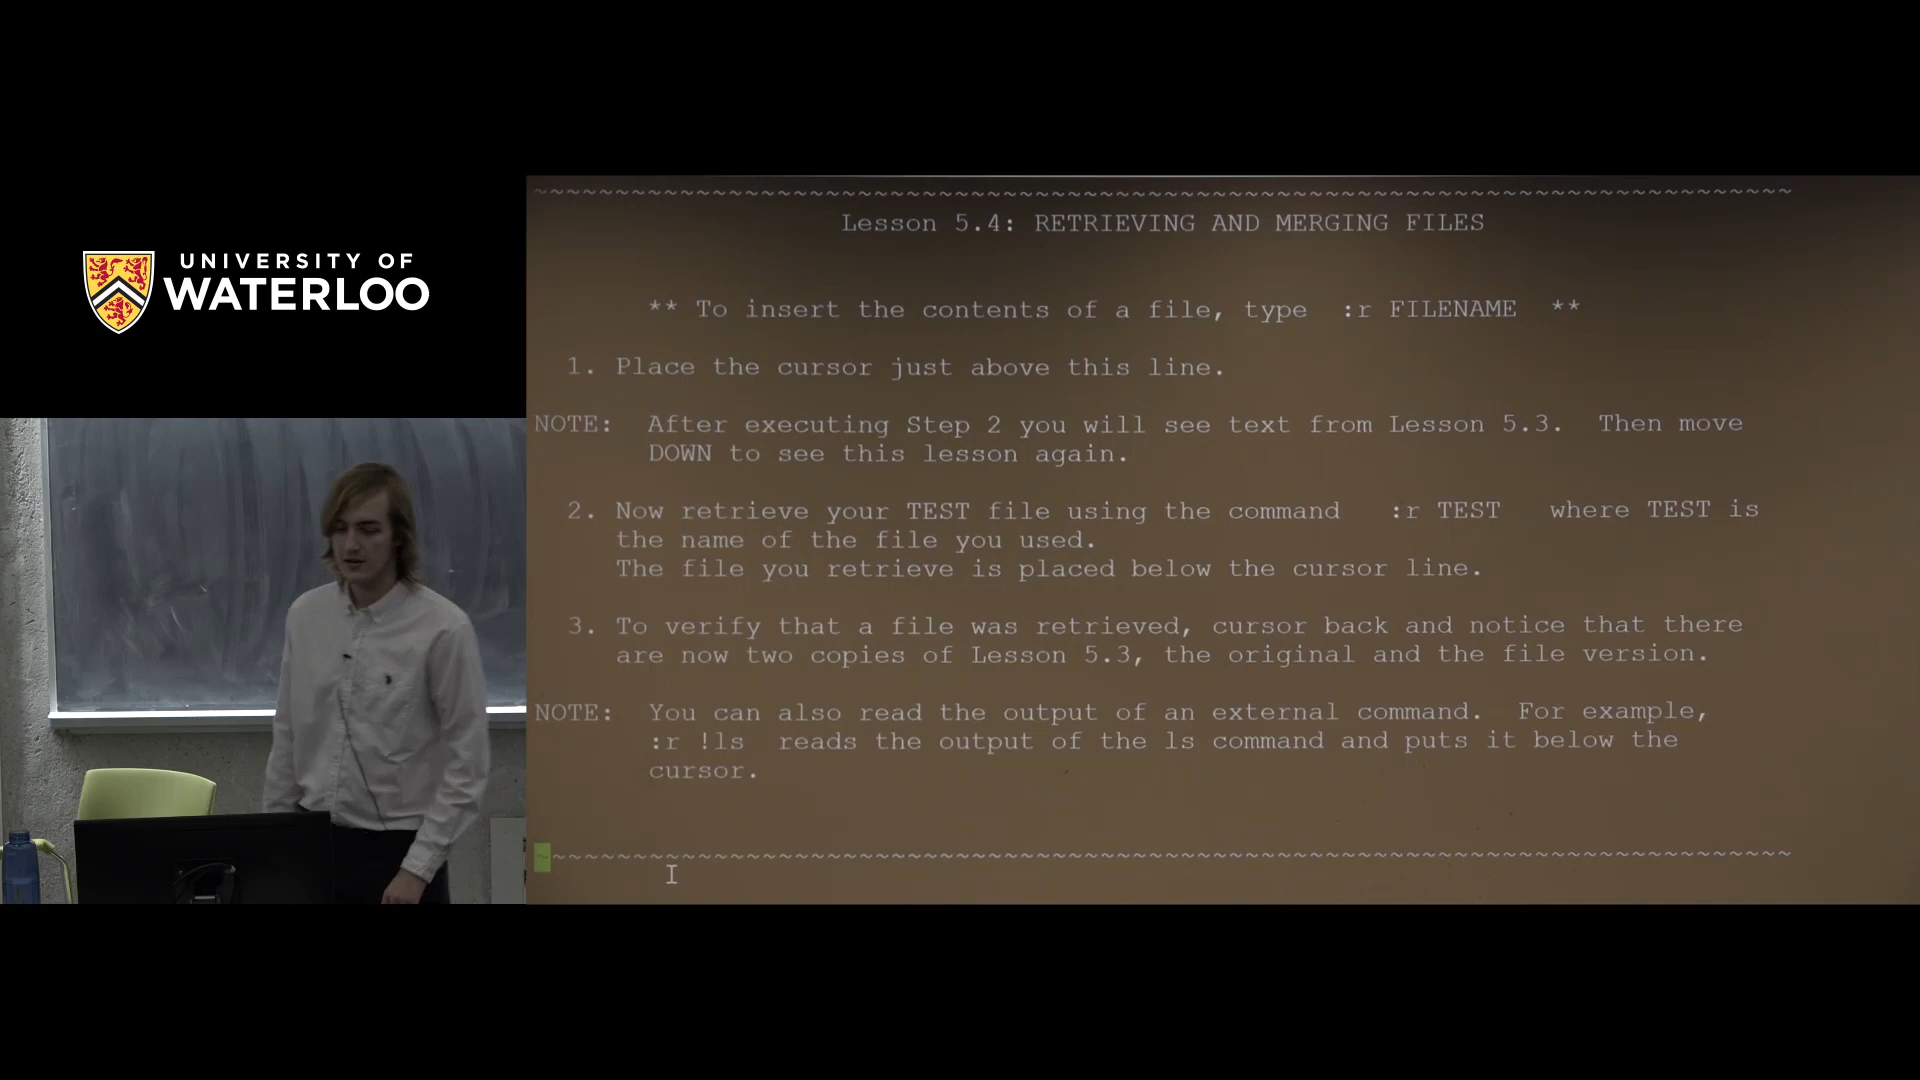 UNIVERSITY OF
WATERLOO
~~~~~~~~~~~~~~~~~~~~~~~~~~~~~~~~~~~~~~~~~~~~~~~~~~~~~~~~~~~~~~~~~~~~~~~~~~~~~~
Lesson 5.4: RETRIEVING AND MERGING FILES
** To insert the contents of a file, type :r FILENAME **
1. Place the cursor just above this line.
NOTE: After executing Step 2 you will see text from Lesson 5.3. Then move
DOWN to see this lesson again.
2. Now retrieve your TEST file using the command :r TEST where TEST is
the name of the file you used.
The file you retrieve is placed below the cursor line.
3. To verify that a file was retrieved, cursor back and notice that there
are now two copies of Lesson 5.3, the original and the file version.
NOTE: You can also read the output of an external command. For example,
:r !ls reads the output of the ls command and puts it below the
cursor.
~~~~~~~~~~~~~~~~~~~~~~~~~~~~~~~~~~~~~~~~~~~~~~~~~~~~~~~~~~~~~~~~~~~~~~~~~~~~~~